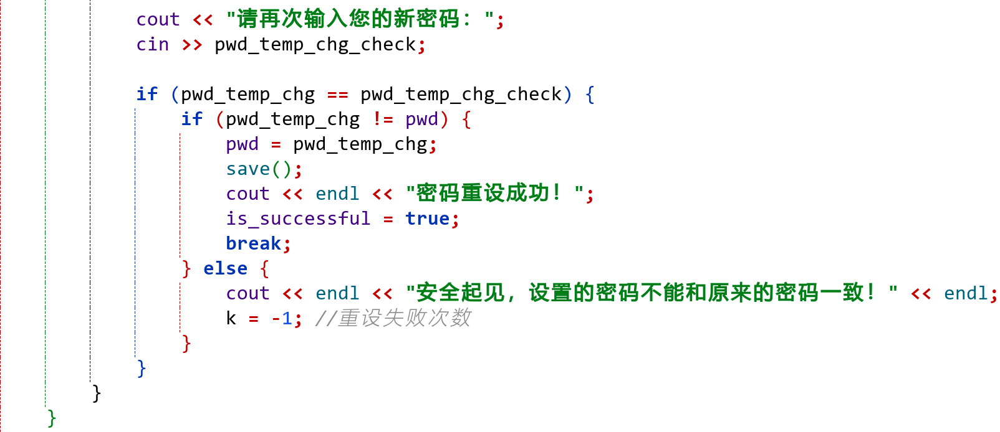 cout << "请再次输入您的新密码：";
cin >> pwd_temp_chg_check;
if (pwd_temp_chg == pwd_temp_chg_check) {
if (pwd_temp_chg != pwd) {
pwd = pwd_temp_chg;
save();
cout << endl << "密码重设成功！";
is_successful = true;
break;
} else {
cout << endl << "安全起见，设置的密码不能和原来的密码一致！" << endl;
k = -1; //重设失败次数
}
}
}
}